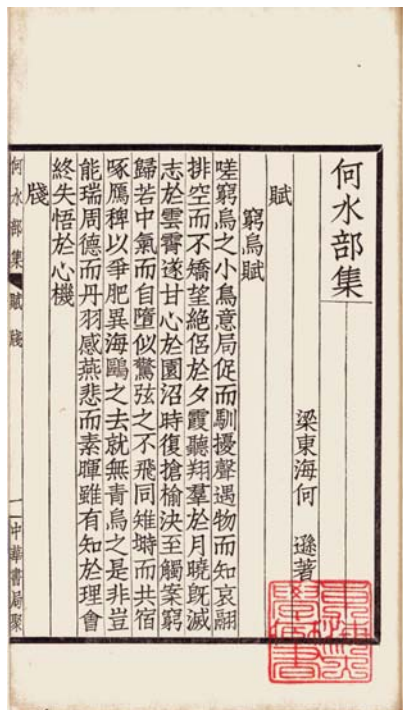 何水部集
梁東海何　遜著
賦
窮烏賦
嗟窮烏之小鳥意局促而馴擾聲遇物而知哀翮
排空而不矯望絕侶於夕霞聽翔羣於月曉旣滅
志於雲霄遂甘心於園沼時復搶榆決至觸案窮
歸若中氣而自墮似驚弦之不飛同雉塒而共宿
啄鴈稗以爭肥異海鷗之去就無青烏之是非豈
能瑞周德而丹羽感燕悲而素暉雖有知於理會
終失悟於心機
牋
何水部集　賦牋　一　中華書局聚